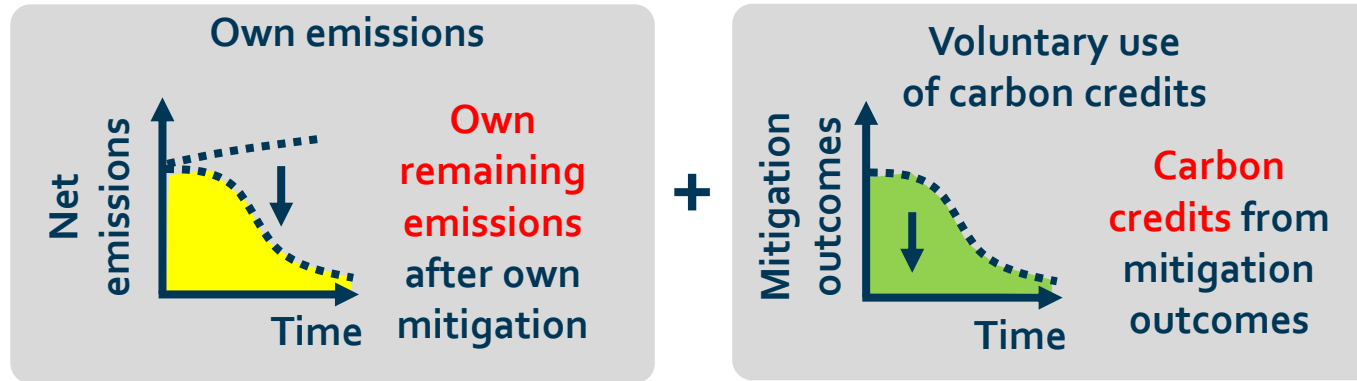 Own emissions
Net
emissions
Own
remaining
emissions
after own
mitigation
Time
+
Voluntary use
of carbon credits
Mitigation
outcomes
Carbon
credits from
mitigation
outcomes
Time